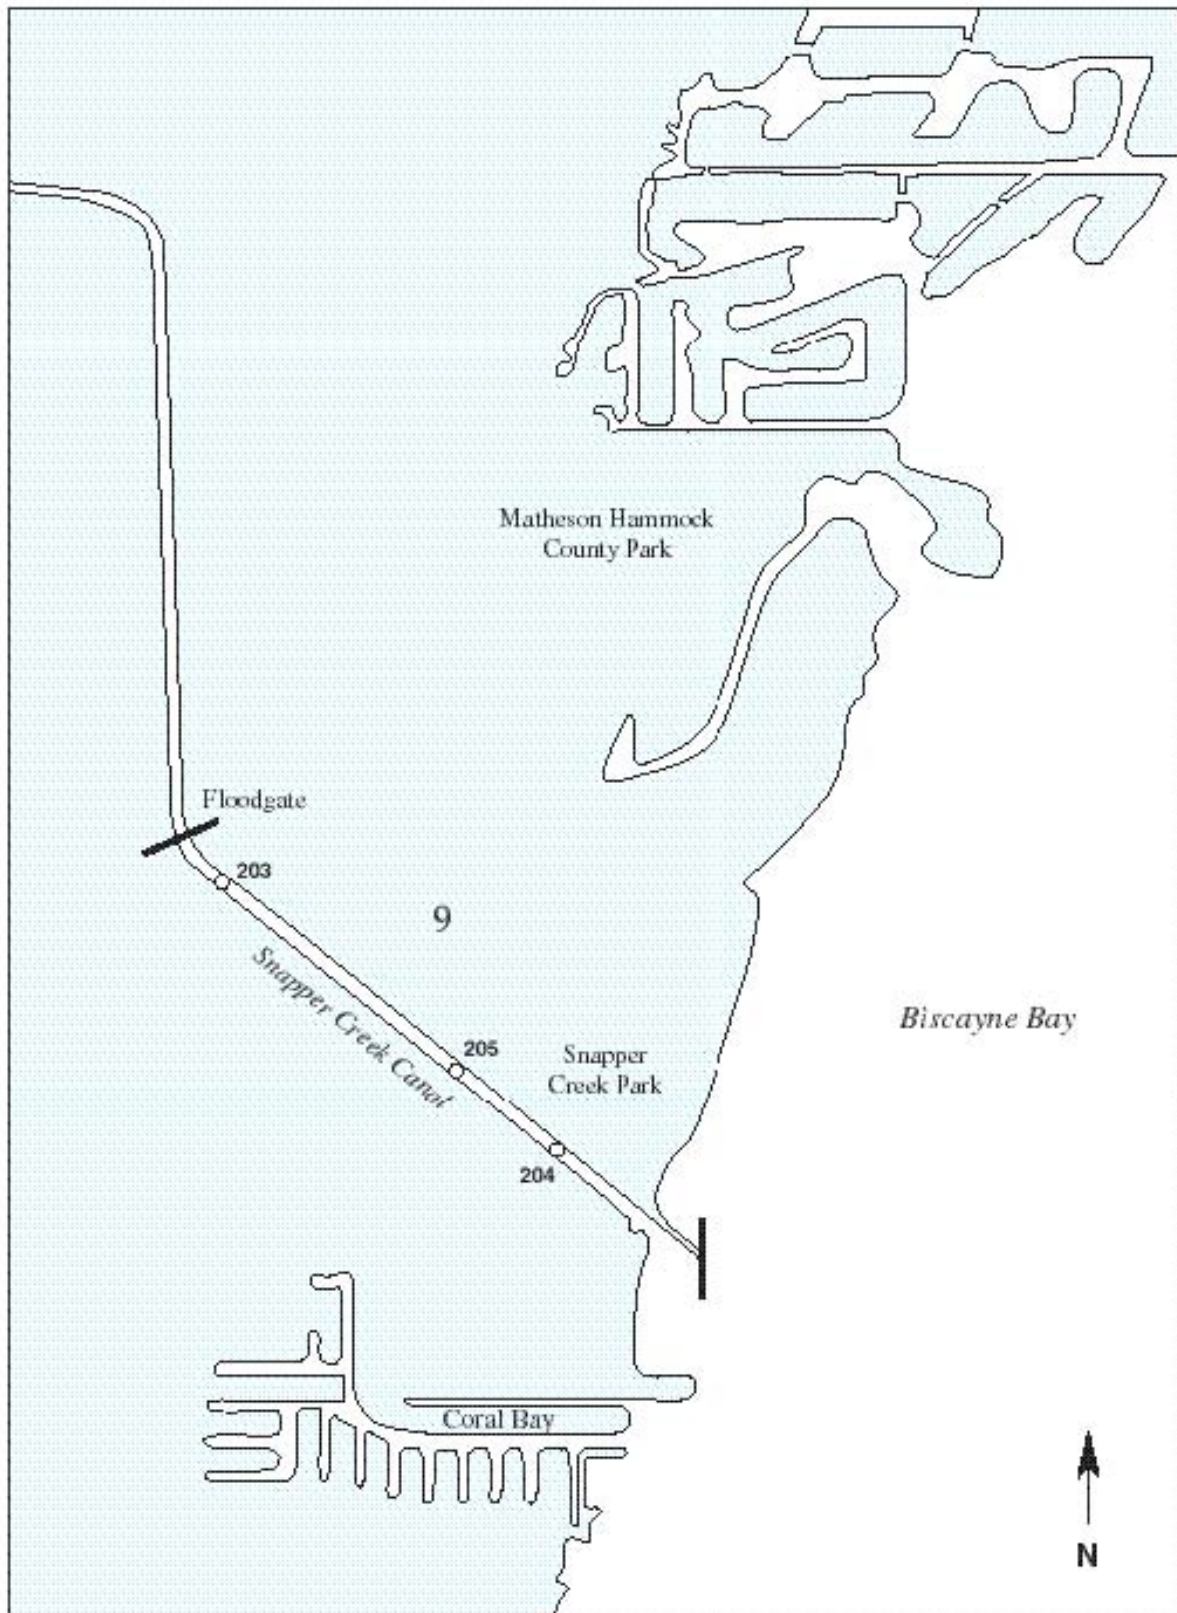 Matheson Hammock
County Park
Floodgate
203
9
Snapper Creek Canal
Biscayne Bay
205
Snapper
Creek Park
204
Coral Bay
N